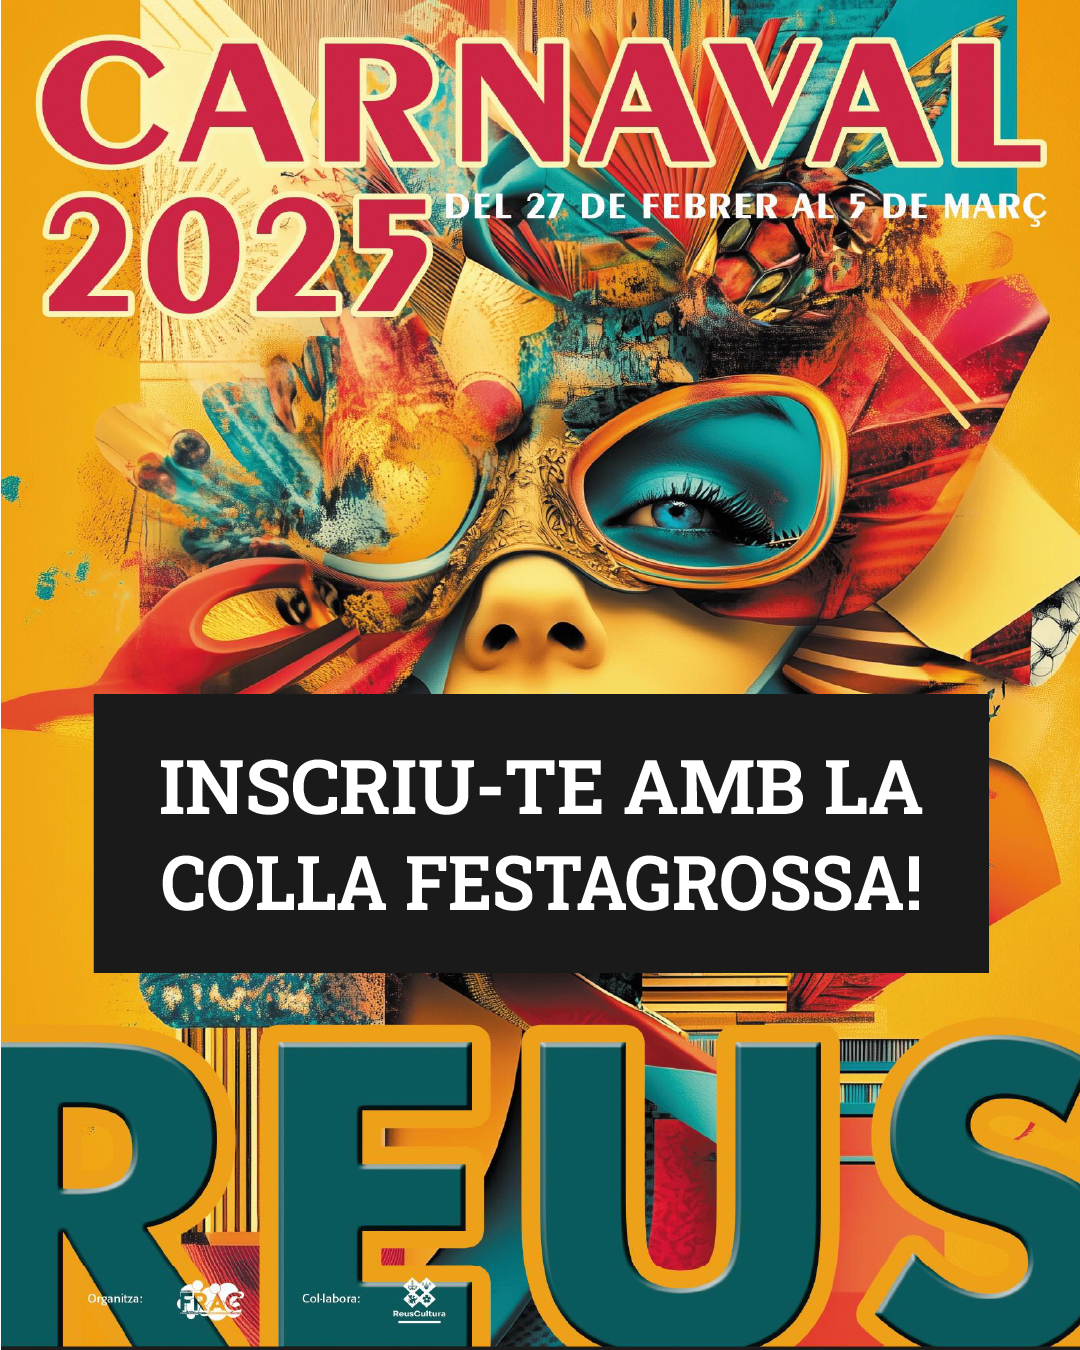 CARNAVAL
2025
DEL 27 DE FEBRER AL 5 DE MARÇ
INSCRIU-TE AMB LA
COLLA FESTAGROSSA!
REUS
Organitza:
FRAC
Col·labora:
ReusCultura